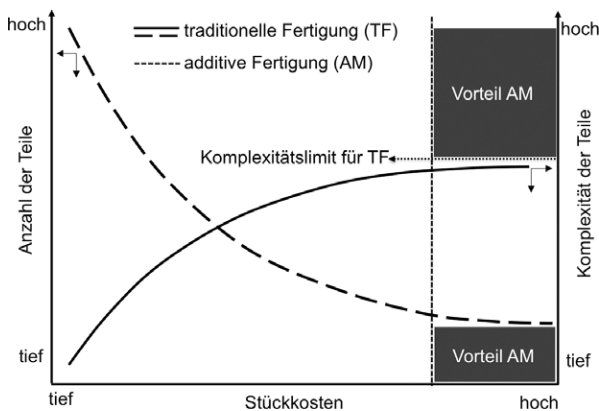 hoch
traditionelle Fertigung (TF)
additive Fertigung (AM)
hoch
Vorteil AM
Komplexitätslimit für TF
Anzahl der Teile
Komplexität der Teile
tief
Vorteil AM
tief
tief
Stückkosten
hoch